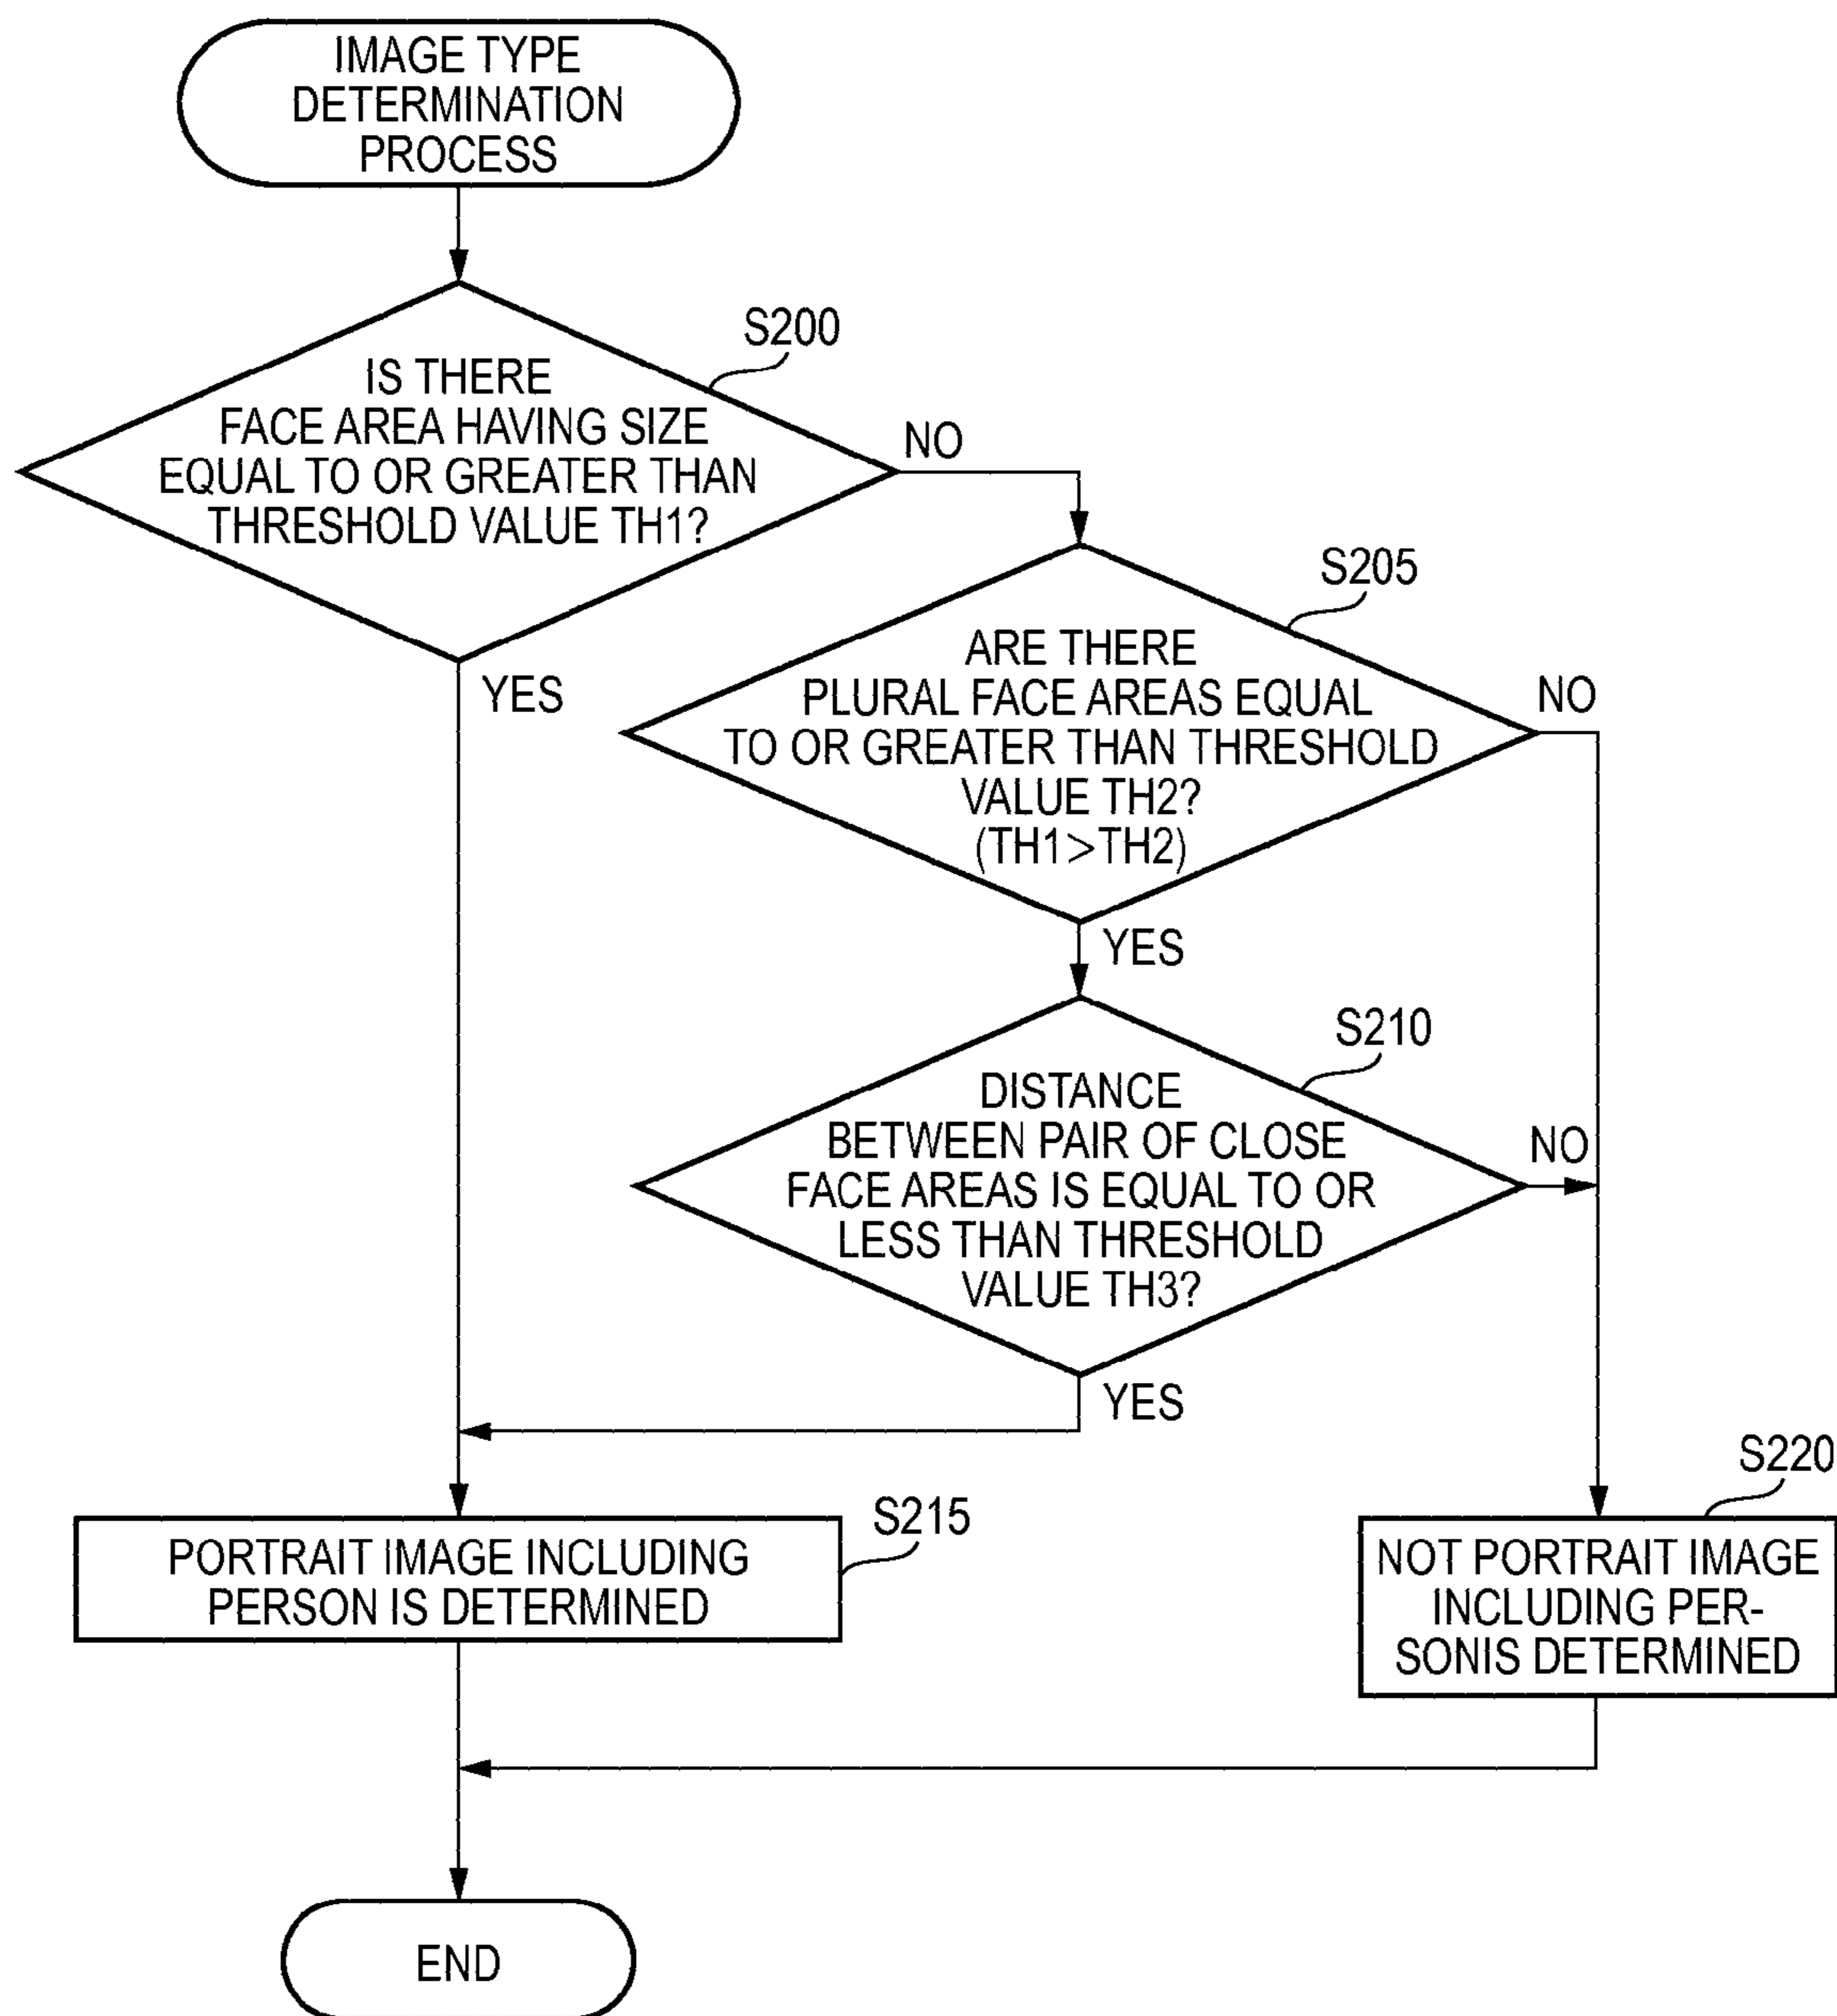 IMAGE TYPE
DETERMINATION
PROCESS
S200
IS THERE
FACE AREA HAVING SIZE
EQUAL TO OR GREATER THAN
THRESHOLD VALUE TH1?
NO
YES
S205
ARE THERE
PLURAL FACE AREAS EQUAL
TO OR GREATER THAN THRESHOLD
VALUE TH2?
(TH1>TH2)
NO
YES
S210
DISTANCE
BETWEEN PAIR OF CLOSE
FACE AREAS IS EQUAL TO OR
LESS THAN THRESHOLD
VALUE TH3?
NO
YES
S215
PORTRAIT IMAGE INCLUDING
PERSON IS DETERMINED
S220
NOT PORTRAIT IMAGE
INCLUDING PER-
SONIS DETERMINED
END